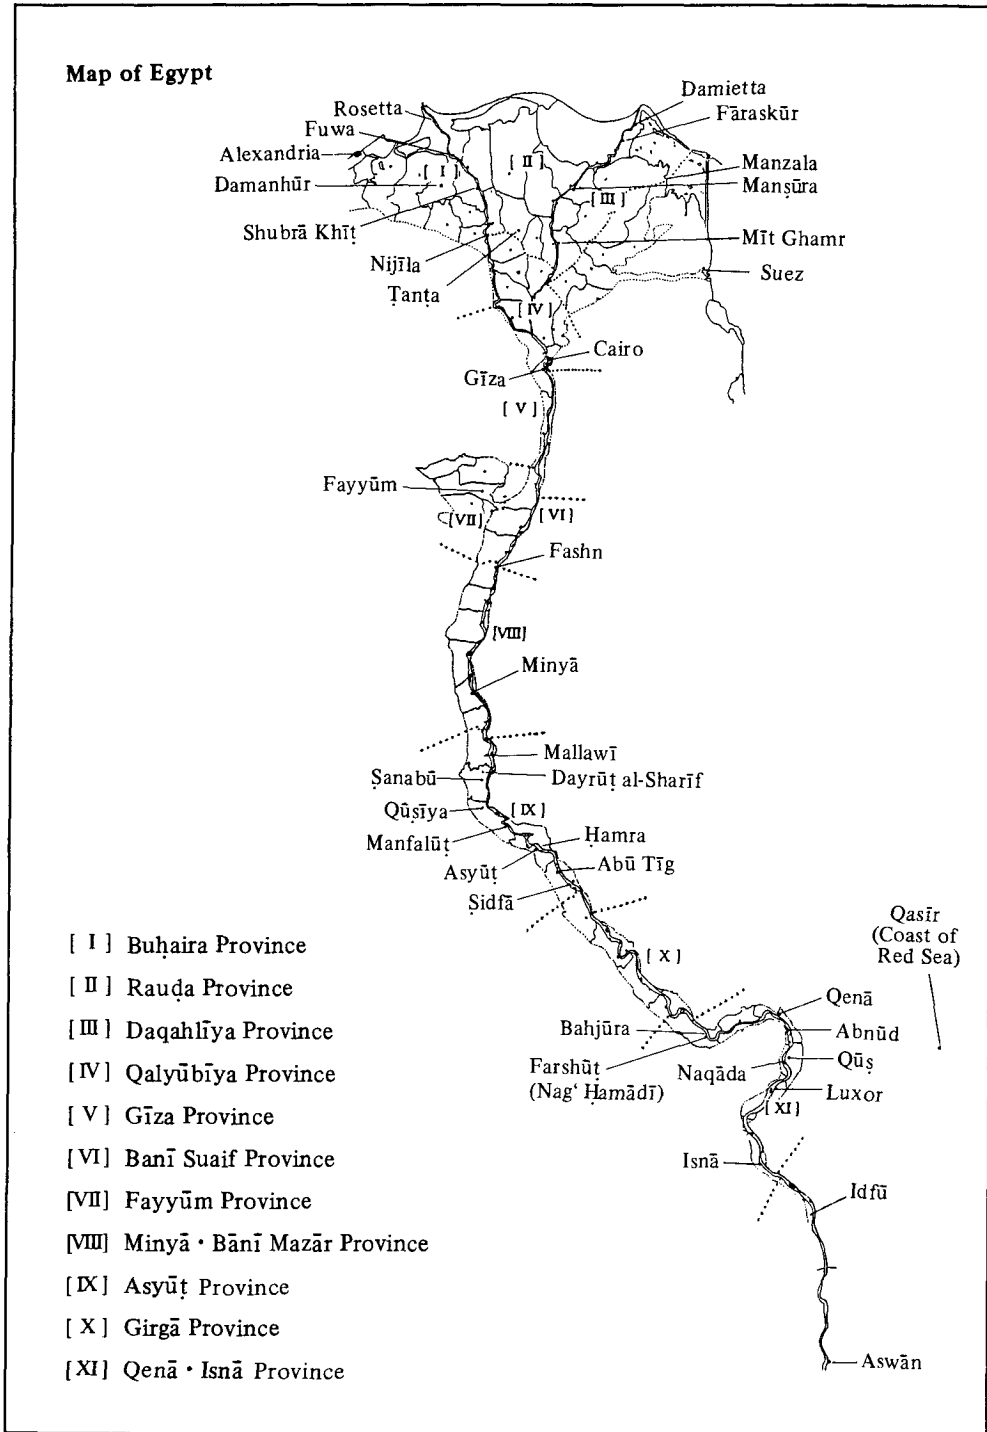 Map of Egypt
Damietta
Rosetta
Fāraskūr
Fuwa
Alexandria
Manzala
[ I ]
[ II ]
Damanhūr
Manṣūra
[ III ]
Shubrā Khīṭ
Mīt Ghamr
Nijīla
Suez
Ṭanṭa
[ IV ]
Cairo
Gīza
[ V ]
Fayyūm
[ VI ]
[ VII ]
Fashn
[ VIII ]
Minyā
Mallawī
Ṣanabū
Dayrūṭ al-Sharīf
Qūṣīya
[ IX ]
Manfalūṭ
Ḥamra
Asyūṭ
Abū Tīg
Ṣidfā
Qasīr
(Coast of
Red Sea)
[ X ]
Qenā
Bahjūra
Abnūd
Farshūṭ
(Nag‘ Ḥamādī)
Naqāda
Qūṣ
Luxor
[ XI ]
Isnā
Idfū
Aswān
[ I ] Buḥaira Province
[ II ] Rauḍa Province
[ III ] Daqahlīya Province
[ IV ] Qalyūbīya Province
[ V ] Gīza Province
[ VI ] Banī Suaif Province
[ VII ] Fayyūm Province
[ VIII ] Minyā · Bānī Mazār Province
[ IX ] Asyūṭ Province
[ X ] Girgā Province
[ XI ] Qenā · Isnā Province